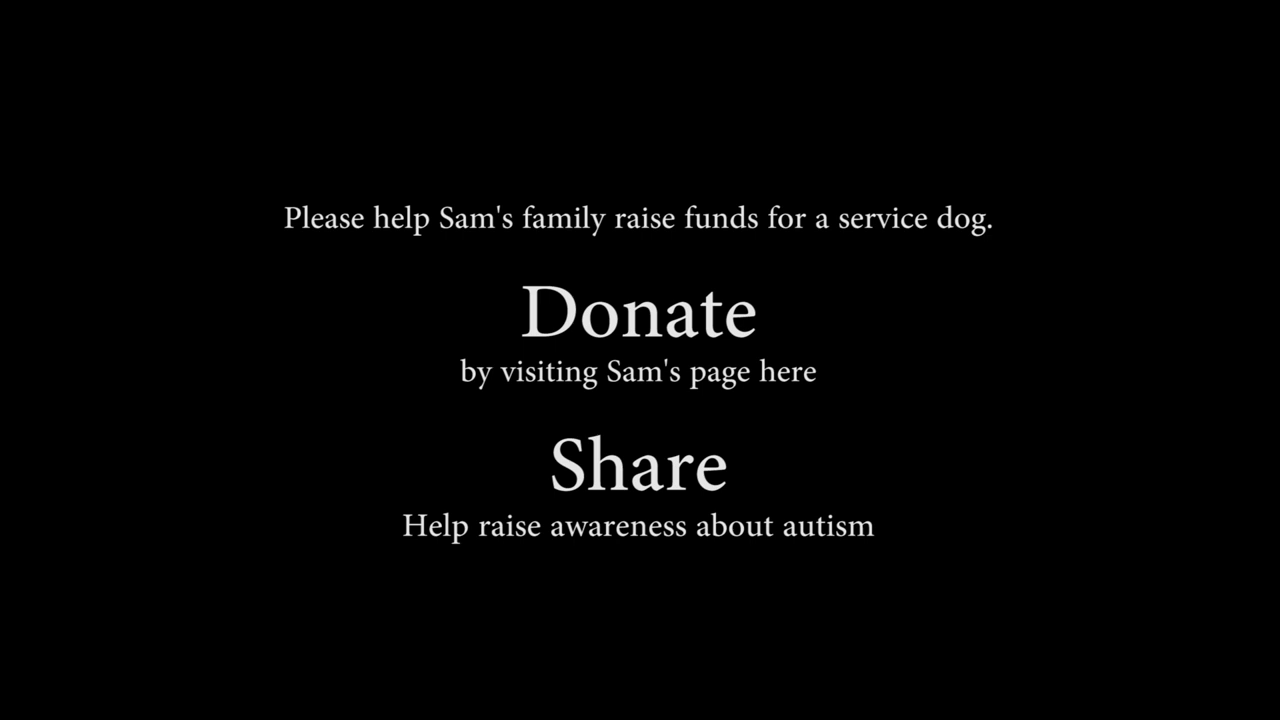 Please help Sam's family raise funds for a service dog.
Donate
by visiting Sam's page here
Share
Help raise awareness about autism